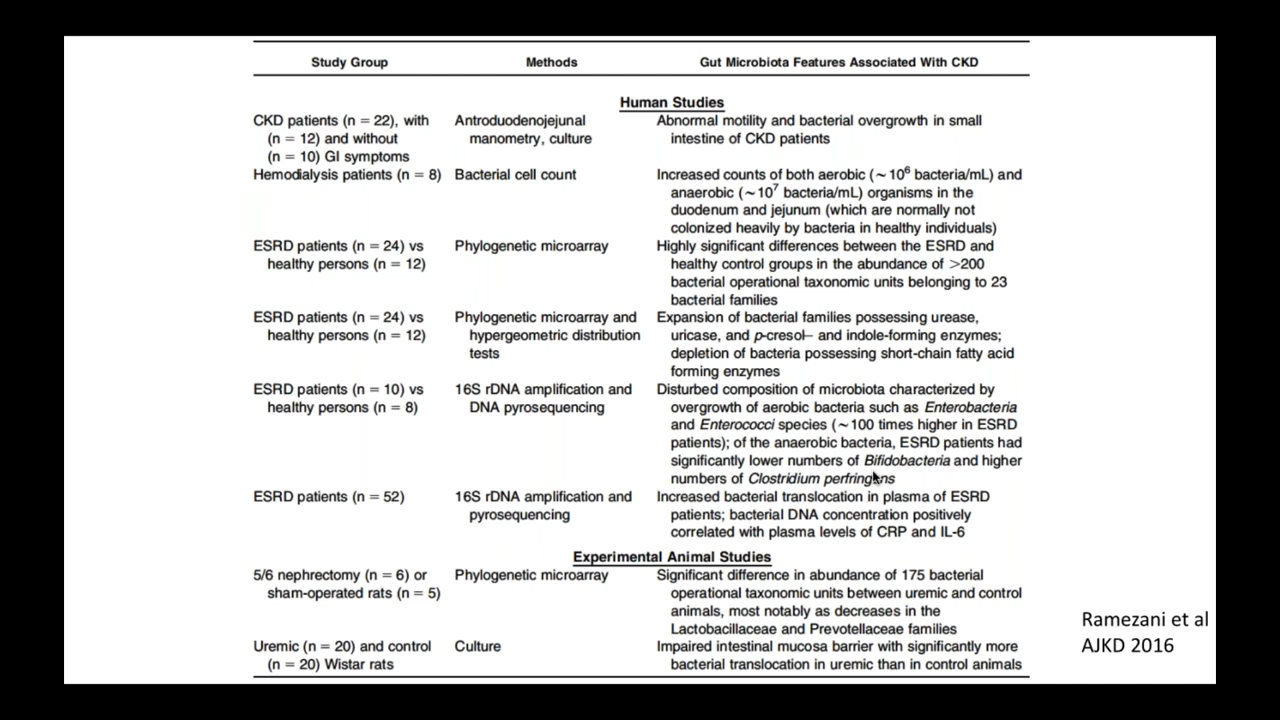 Study Group Methods Gut Microbiota Features Associated With CKD
Human Studies
CKD patients (n = 22), with
(n = 12) and without
(n = 10) GI symptoms
Antroduodenojejunal
manometry, culture
Abnormal motility and bacterial overgrowth in small
intestine of CKD patients
Hemodialysis patients (n = 8)
Bacterial cell count
Increased counts of both aerobic (~10⁶ bacteria/mL) and
anaerobic (~10⁷ bacteria/mL) organisms in the
duodenum and jejunum (which are normally not
colonized heavily by bacteria in healthy individuals)
ESRD patients (n = 24) vs
healthy persons (n = 12)
Phylogenetic microarray
Highly significant differences between the ESRD and
healthy control groups in the abundance of >200
bacterial operational taxonomic units belonging to 23
bacterial families
ESRD patients (n = 24) vs
healthy persons (n = 12)
Phylogenetic microarray and
hypergeometric distribution
tests
Expansion of bacterial families possessing urease,
uricase, and p-cresol– and indole-forming enzymes;
depletion of bacteria possessing short-chain fatty acid
forming enzymes
ESRD patients (n = 10) vs
healthy persons (n = 8)
16S rDNA amplification and
DNA pyrosequencing
Disturbed composition of microbiota characterized by
overgrowth of aerobic bacteria such as Enterobacteria
and Enterococci species (~100 times higher in ESRD
patients); of the anaerobic bacteria, ESRD patients had
significantly lower numbers of Bifidobacteria and higher
numbers of Clostridium perfringens
ESRD patients (n = 52)
16S rDNA amplification and
pyrosequencing
Increased bacterial translocation in plasma of ESRD
patients; bacterial DNA concentration positively
correlated with plasma levels of CRP and IL-6
Experimental Animal Studies
5/6 nephrectomy (n = 6) or
sham-operated rats (n = 5)
Phylogenetic microarray
Significant difference in abundance of 175 bacterial
operational taxonomic units between uremic and control
animals, most notably as decreases in the
Lactobacillaceae and Prevotellaceae families
Uremic (n = 20) and control
(n = 20) Wistar rats
Culture
Impaired intestinal mucosa barrier with significantly more
bacterial translocation in uremic than in control animals
Ramezani et al
AJKD 2016